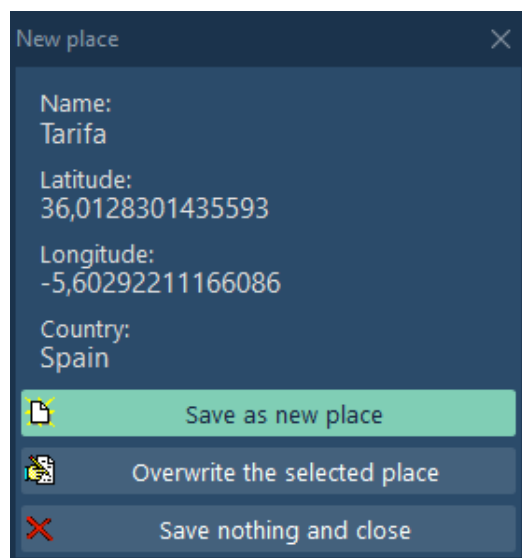 New place
Name:
Tarifa
Latitude:
36,0128301435593
Longitude:
-5,60292211166086
Country:
Spain
Save as new place
Overwrite the selected place
Save nothing and close